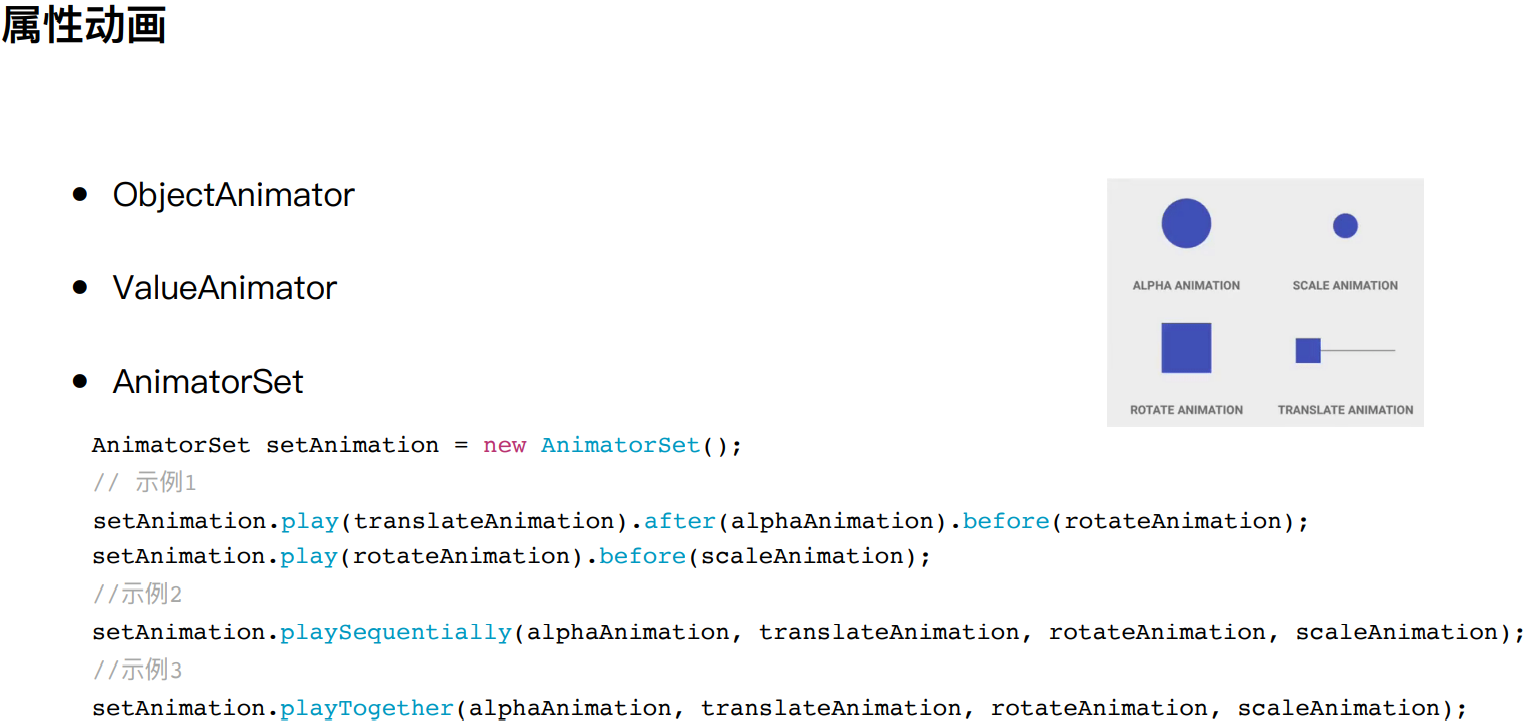 属性动画
● ObjectAnimator
● ValueAnimator
● AnimatorSet
ALPHA ANIMATION
SCALE ANIMATION
ROTATE ANIMATION
TRANSLATE ANIMATION
AnimatorSet setAnimation = new AnimatorSet();
// 示例1
setAnimation.play(translateAnimation).after(alphaAnimation).before(rotateAnimation);
setAnimation.play(rotateAnimation).before(scaleAnimation);
//示例2
setAnimation.playSequentially(alphaAnimation, translateAnimation, rotateAnimation, scaleAnimation);
//示例3
setAnimation.playTogether(alphaAnimation, translateAnimation, rotateAnimation, scaleAnimation);